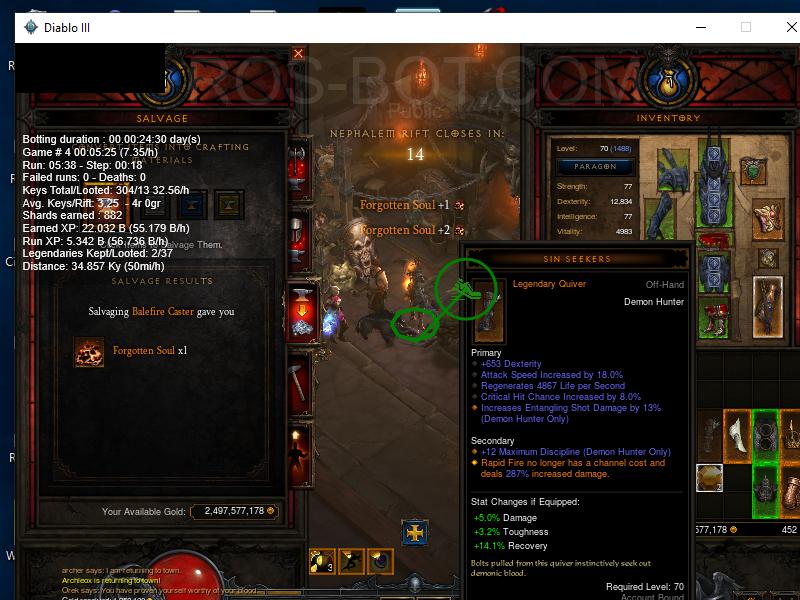 Diablo III
ROS-BOT.COM
Public
SALVAGE
Botting duration : 00.00:24:30 day(s)
Game # 4 00:05:25 (7.35/h)
Run: 05:38 - Step: 00:18
Failed runs: 0 - Deaths: 0
Keys Total/Looted: 304/13 32.56/h
Avg. Keys/Rift: 3.25 - 4r 0gr
Shards earned : 882
Earned XP: 22.032 B (55.179 B/h)
Run XP: 5.342 B (56.736 B/h)
Legendaries Kept/Looted: 2/37
Distance: 34.857 Ky (50mi/h)
SALVAGE RESULTS
Salvaging Balefire Caster gave you
Forgotten Soul x1
Your Available Gold: 2,497,577,178
NEPHALEM RIFT CLOSES IN:
14
Forgotten Soul +1
Forgotten Soul +2
INVENTORY
Level: 70 (1488)
PARAGON
Strength: 77
Dexterity: 12,834
Intelligence: 77
Vitality: 4983
SIN SEEKERS
Legendary Quiver
Off-Hand
Demon Hunter
Primary
+653 Dexterity
Attack Speed Increased by 18.0%
Regenerates 4867 Life per Second
Critical Hit Chance Increased by 8.0%
Increases Entangling Shot Damage by 13%
(Demon Hunter Only)
Secondary
+12 Maximum Discipline (Demon Hunter Only)
Rapid Fire no longer has a channel cost and
deals 287% increased damage.
Stat Changes if Equipped:
+5.0% Damage
+3.2% Toughness
+14.1% Recovery
Bolts pulled from this quiver instinctively seek out
demonic blood.
Required Level: 70
Account Bound
2
577,178
452
3
archer says: I am returning to town.
Archieox is returning to town!
Orek says: You have proven yourself worthy of your blood